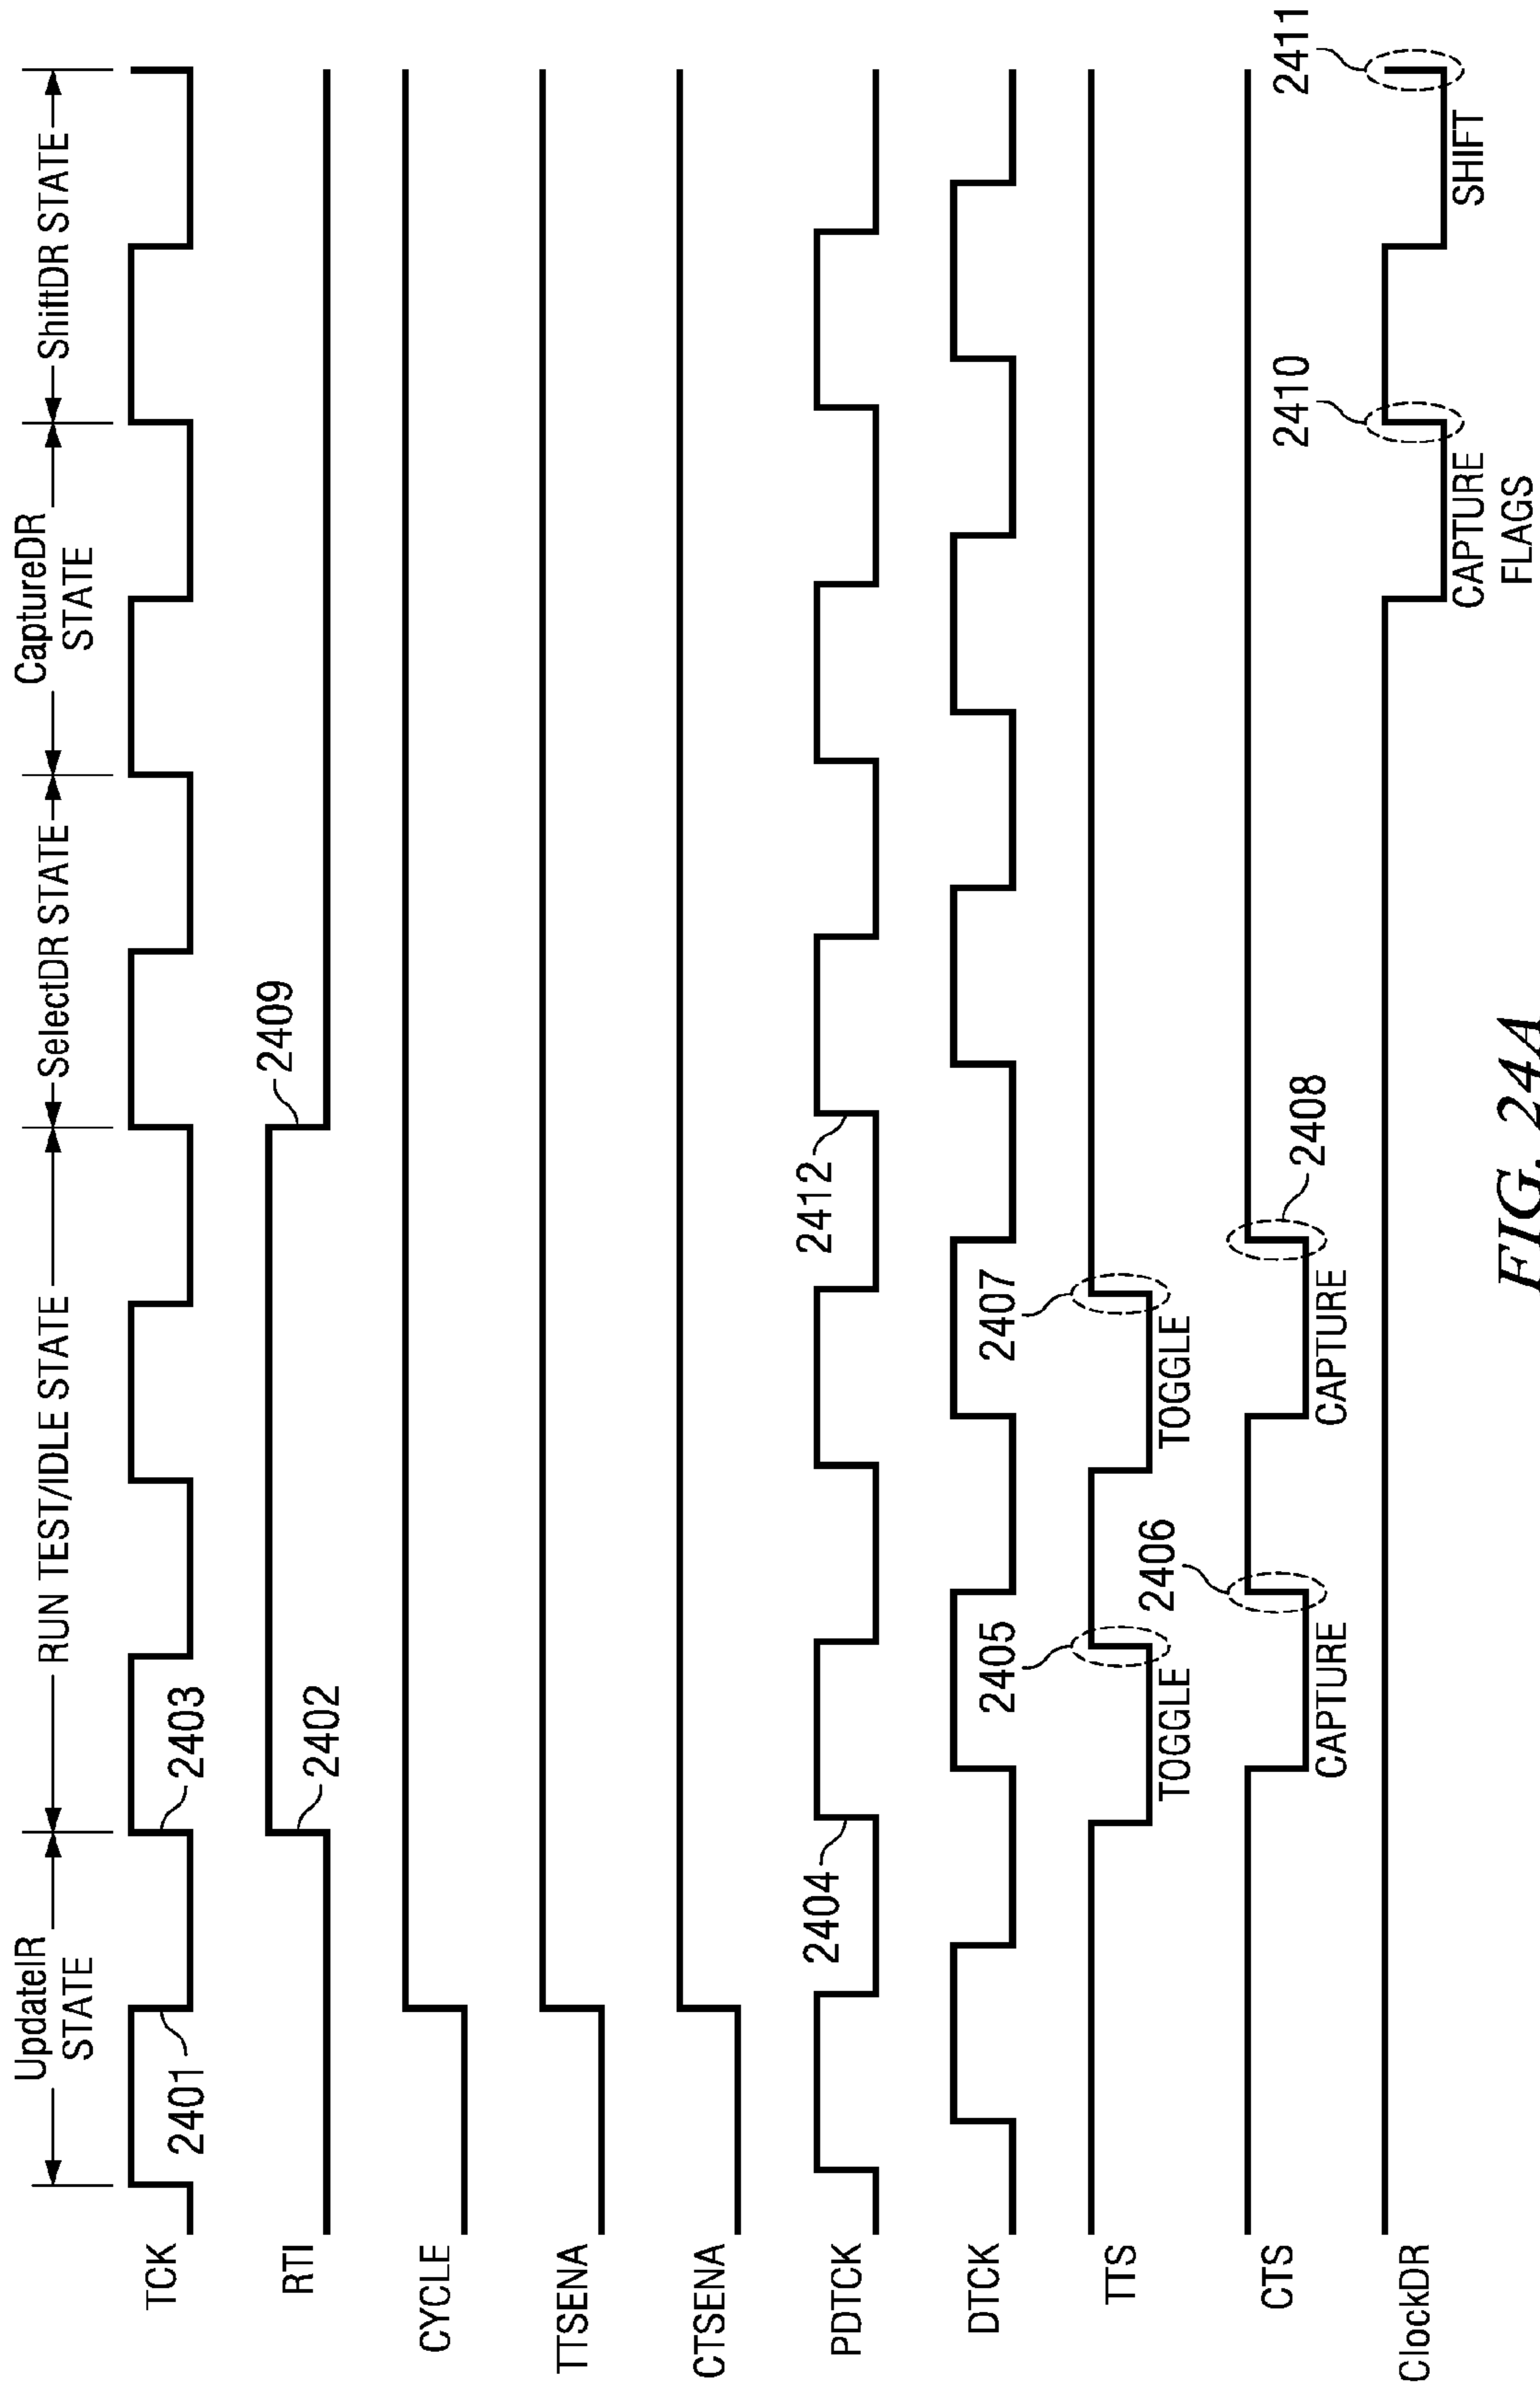 UpdateIR
STATE
RUN TEST/IDLE STATE
SelectDR STATE
CaptureDR
STATE
ShiftDR STATE
TCK
2401
2403
RTI
2402
2409
CYCLE
TTSENA
CTSENA
PDTCK
2404
2412
DTCK
2405
2407
TTS
TOGGLE
TOGGLE
2406
CTS
CAPTURE
CAPTURE
2408
ClockDR
2410
2411
CAPTURE
FLAGS
SHIFT
FIG. 24A